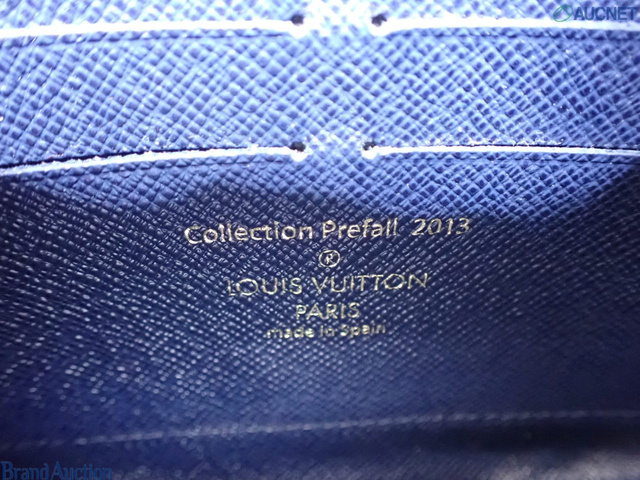 AUCNET
Collection Prefall 2013
®
LOUIS VUITTON
PARIS
made in Spain
Brand Auction